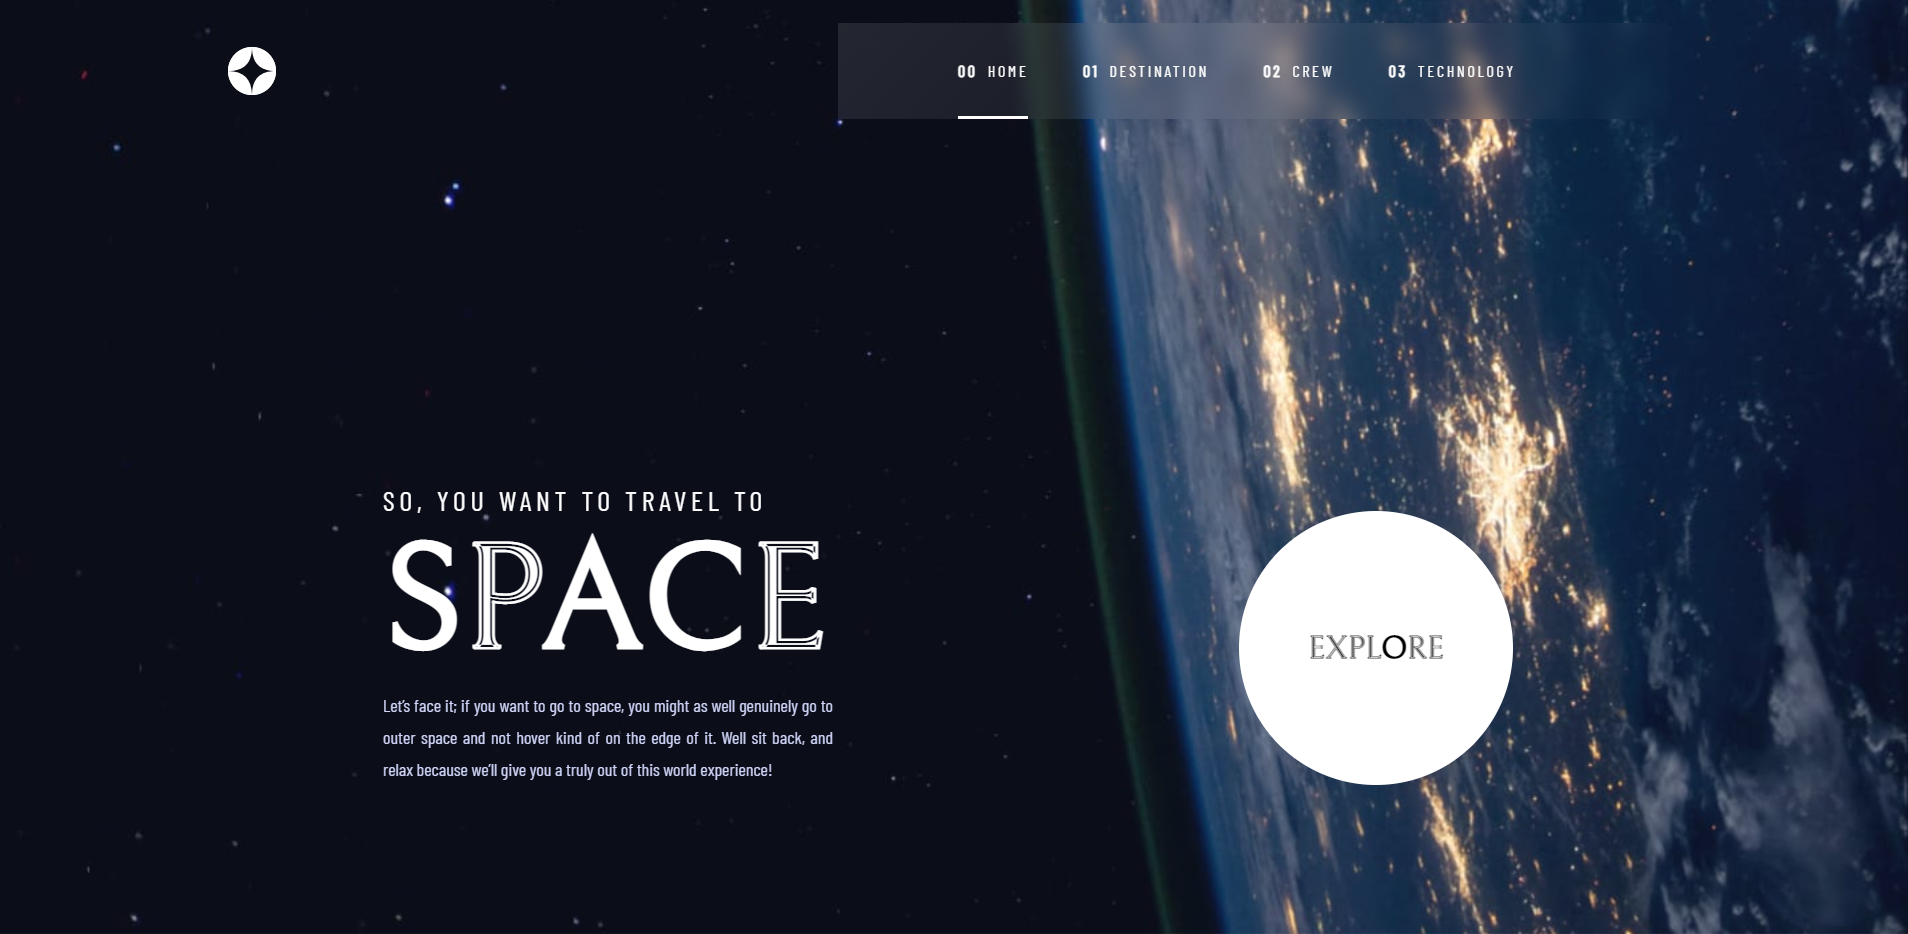 00 HOME 01 DESTINATION 02 CREW 03 TECHNOLOGY
SO, YOU WANT TO TRAVEL TO
SPACE
Let’s face it; if you want to go to space, you might as well genuinely go to
outer space and not hover kind of on the edge of it. Well sit back, and
relax because we’ll give you a truly out of this world experience!
EXPLORE